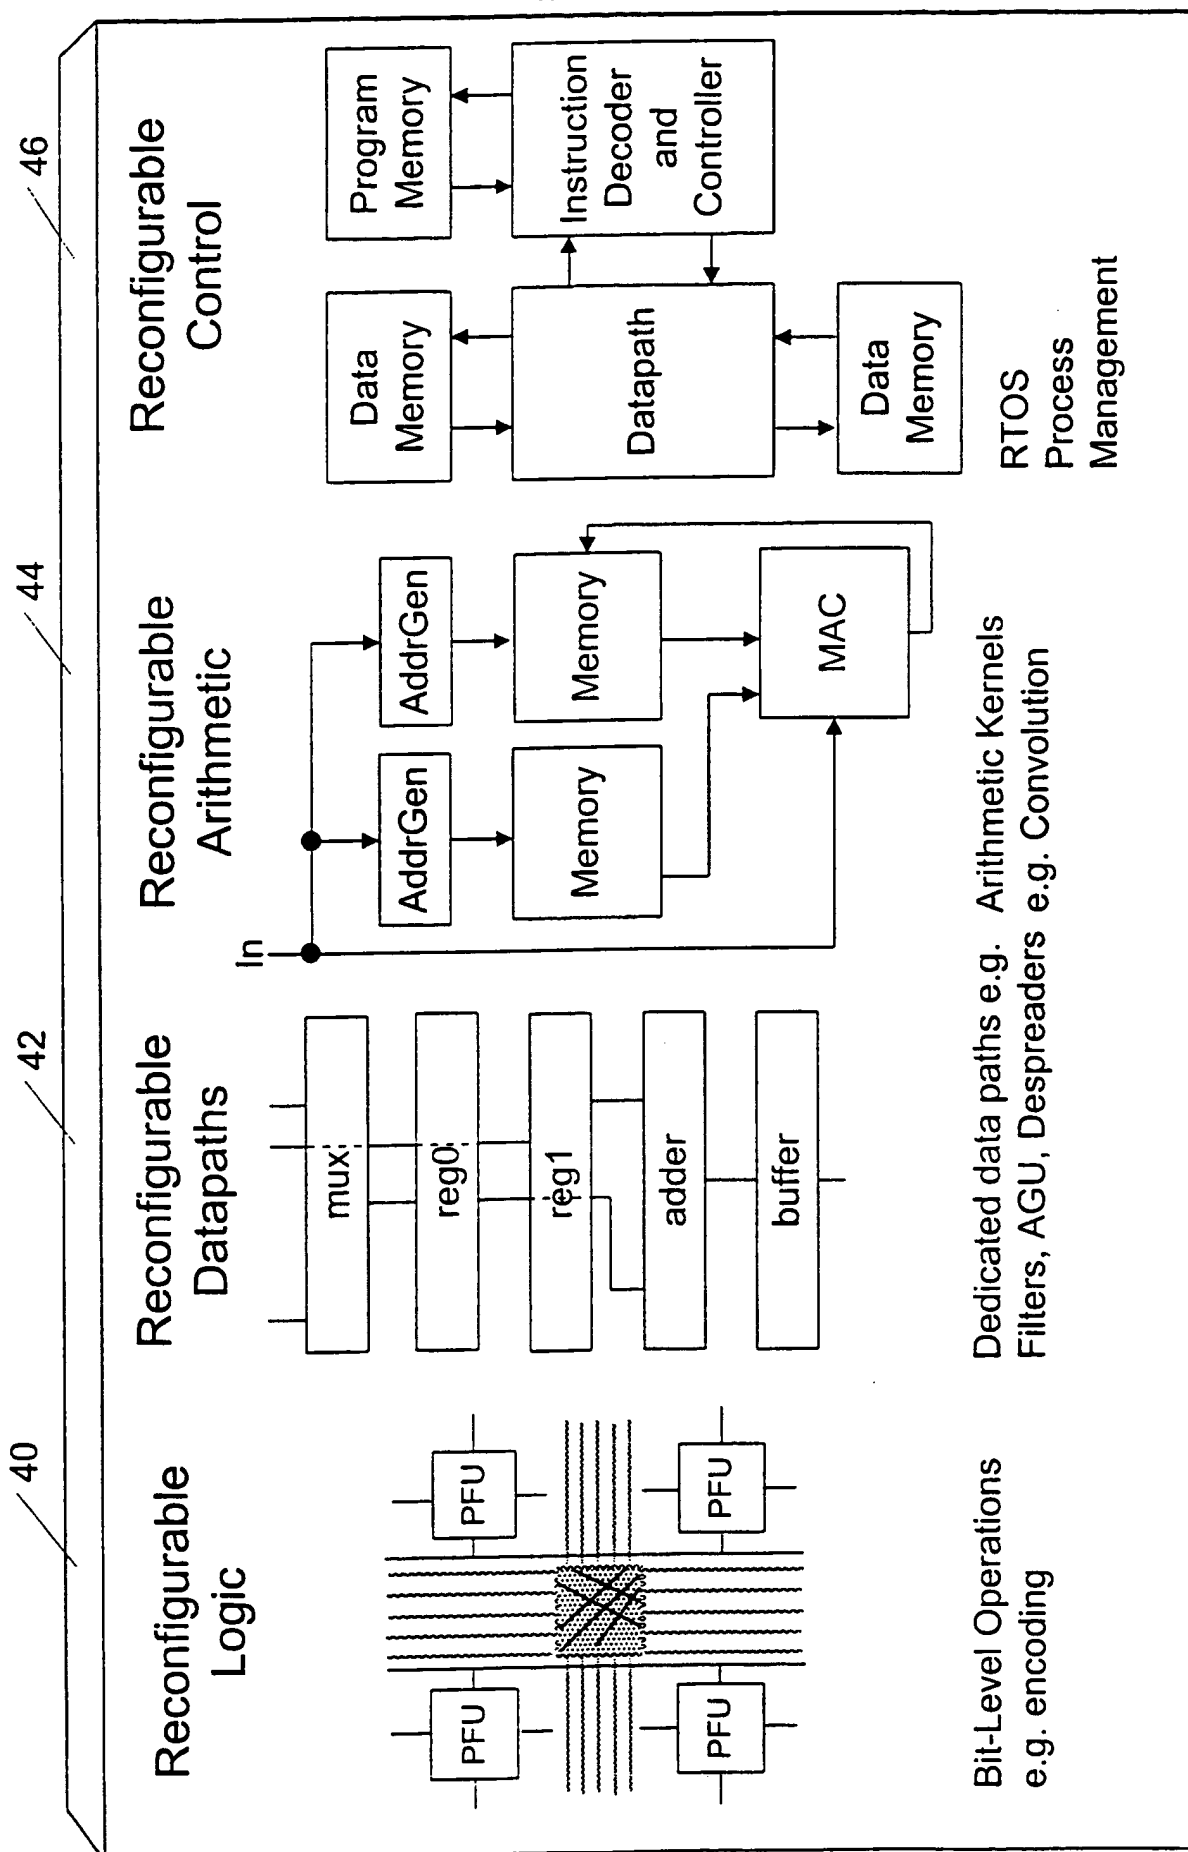 40
42
44
46
Reconfigurable
Logic
PFU
PFU
PFU
PFU
Bit-Level Operations
e.g. encoding
Reconfigurable
Datapaths
mux
reg0
reg1
adder
buffer
Dedicated data paths e.g.
Filters, AGU, Despreaders
Reconfigurable
Arithmetic
In
AddrGen
AddrGen
Memory
Memory
MAC
Arithmetic Kernels
e.g. Convolution
Reconfigurable
Control
Data
Memory
Program
Memory
Datapath
Instruction
Decoder
and
Controller
Data
Memory
RTOS
Process
Management